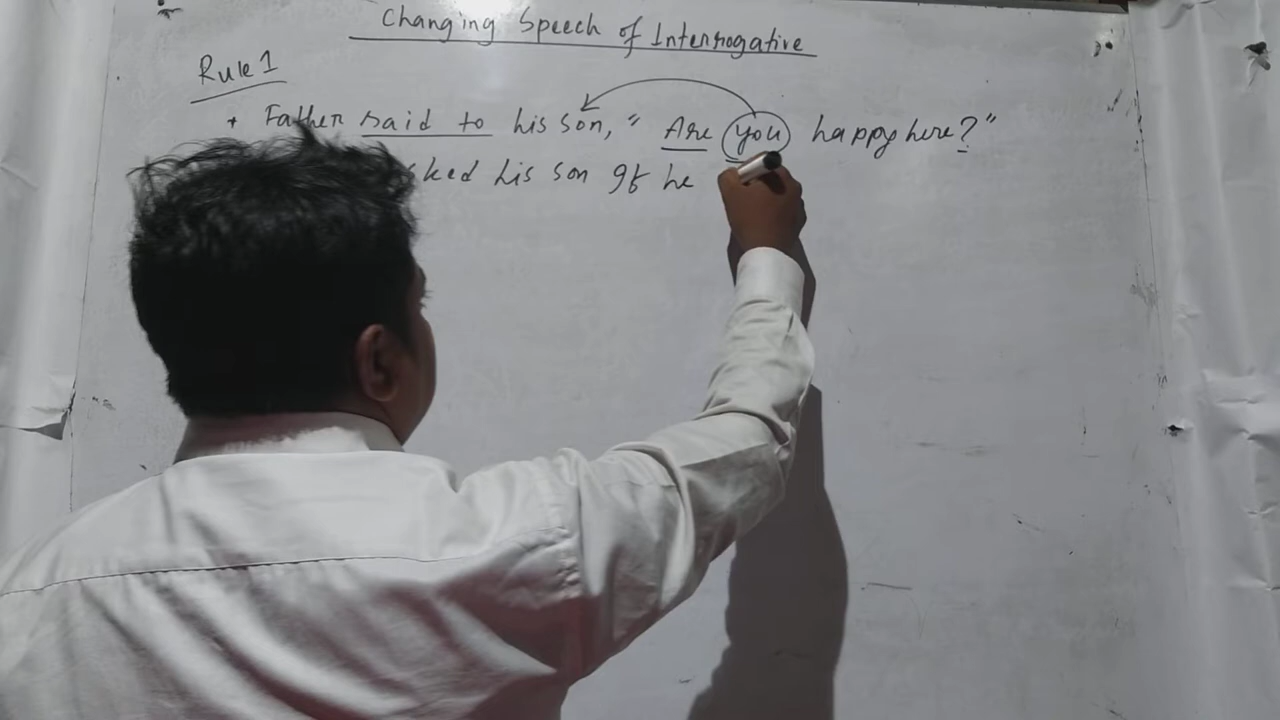 Changing Speech of Interrogative
Rule 1
* Father said to his son, " Are you happy here?"
ked his son If he